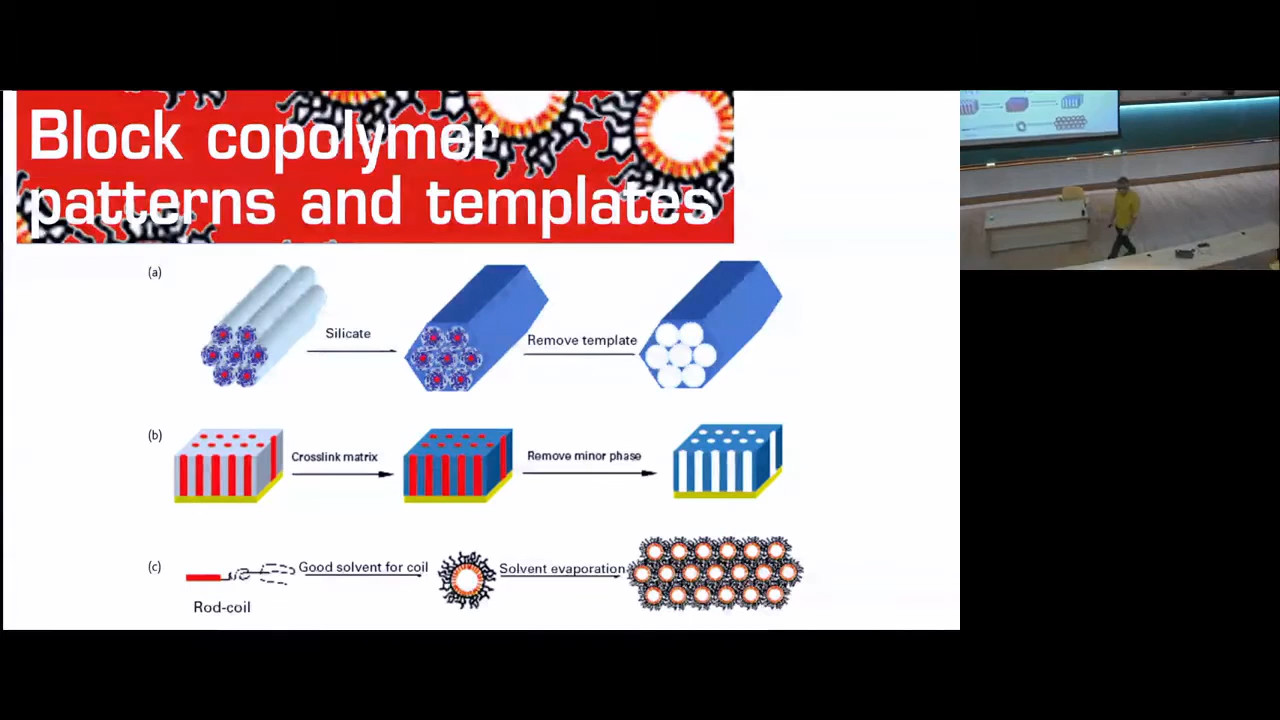 Block copolymer
patterns and templates
(a)
Silicate
Remove template
(b)
Crosslink matrix
Remove minor phase
(c)
Good solvent for coil
Solvent evaporation
Rod-coil